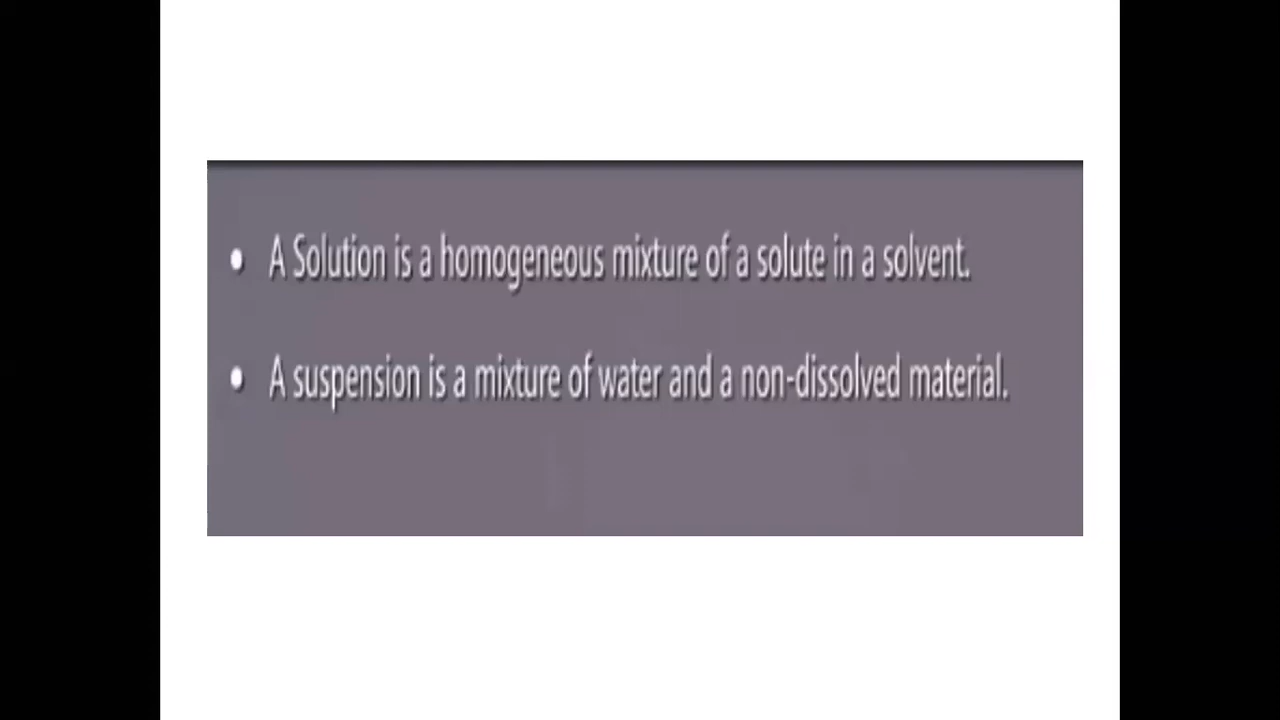 • A Solution is a homogeneous mixture of a solute in a solvent.
• A suspension is a mixture of water and a non-dissolved material.